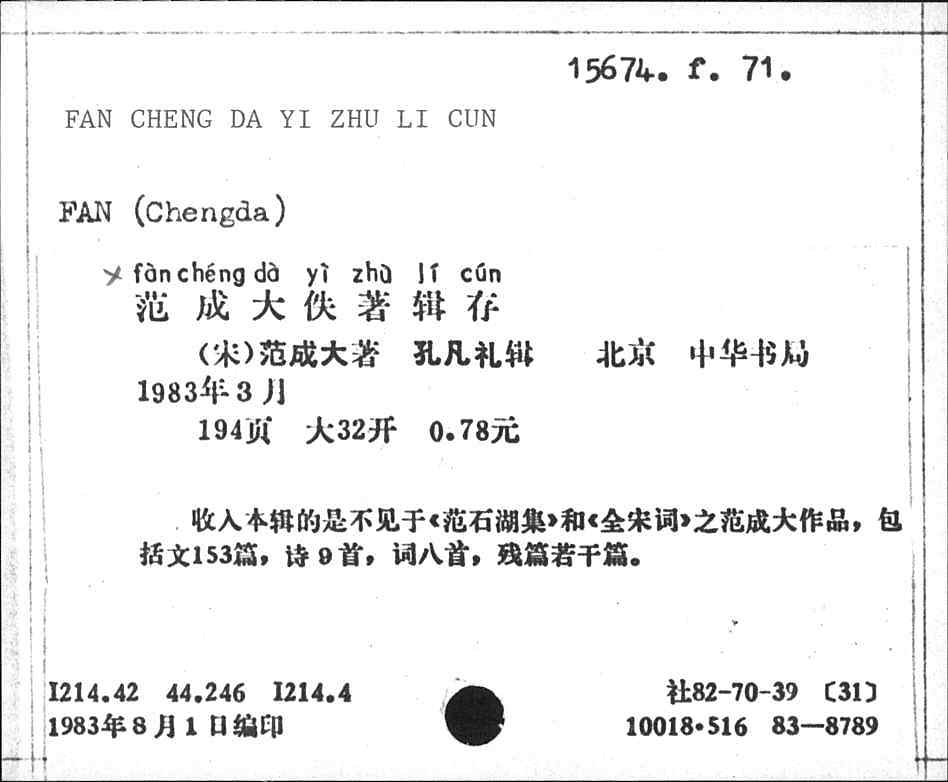 15674. f. 71.
FAN CHENG DA YI ZHU LI CUN
FAN (Chengda)
fàn chéng dà yì zhù lí cún
范成大佚著辑存
(宋)范成大著 孔凡礼辑 北京 中华书局
1983年3月
194页 大32开 0.78元
收入本辑的是不见于《范石湖集》和《全宋词》之范成大作品，包
括文153篇，诗9首，词八首，残篇若干篇。
I214.42 44.246 I214.4
社82-70-39 〔31〕
1983年8月1日编印
10018·516 83—8789